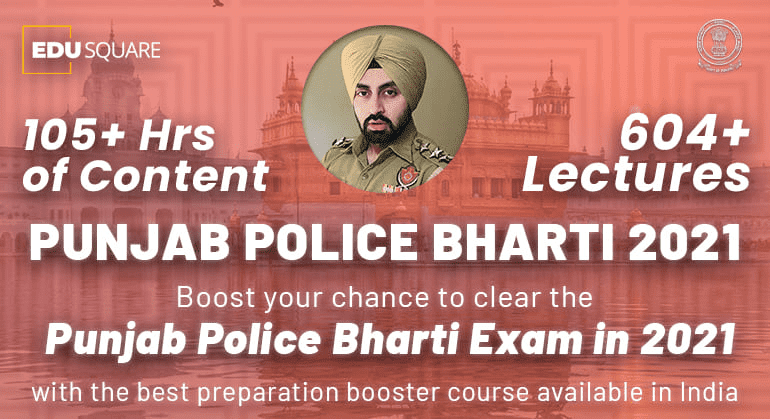 EDU SQUARE
105+ Hrs
of Content
604+
Lectures
PUNJAB POLICE BHARTI 2021
Boost your chance to clear the
Punjab Police Bharti Exam in 2021
with the best preparation booster course available in India